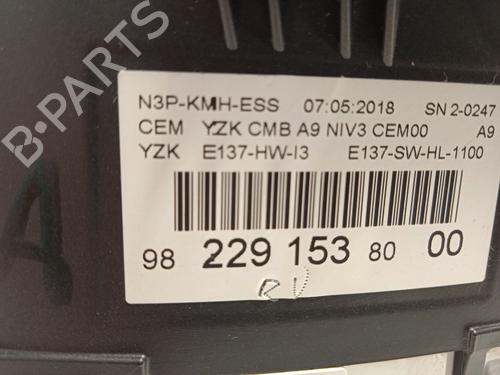 B-PARTS
N3P-KMH-ESS 07:05:2018 SN 2-0247
CEM YZK CMB A9 NIV3 CEM00 A9
YZK E137-HW-I3 E137-SW-HL-1100
98 229 153 80 00
RV